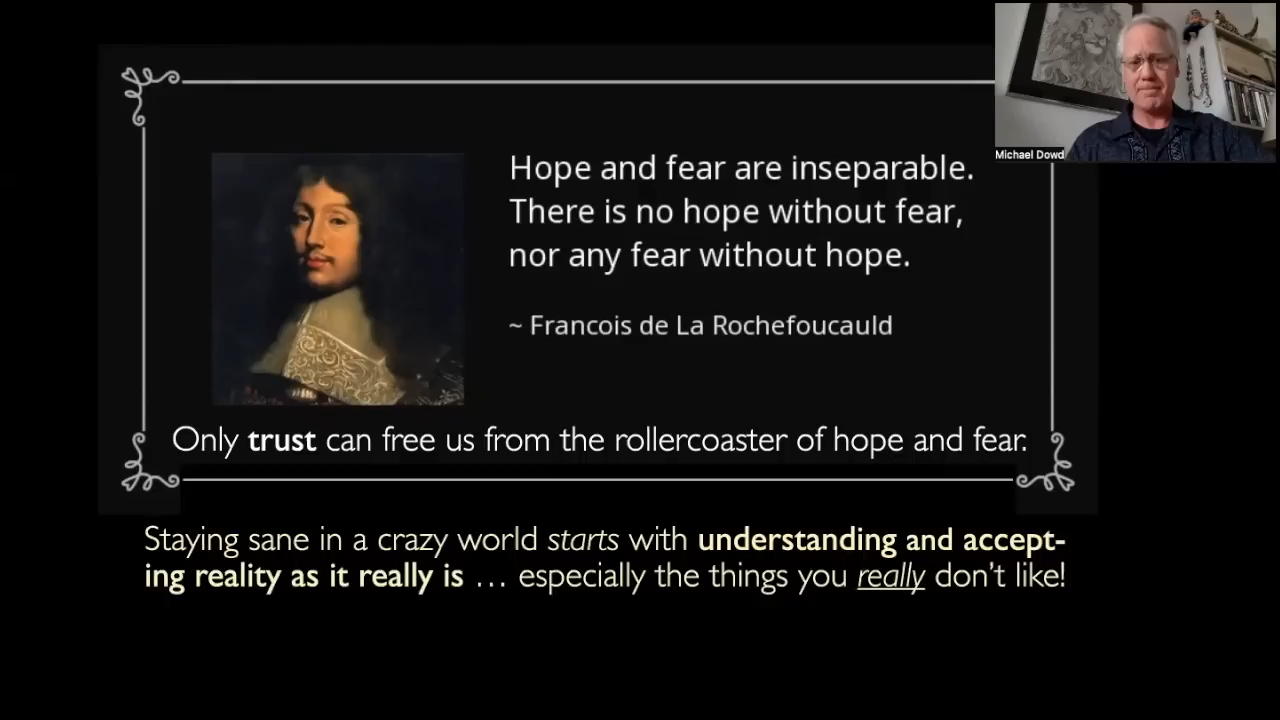 Michael Dowd
Hope and fear are inseparable.
There is no hope without fear,
nor any fear without hope.
~ Francois de La Rochefoucauld
Only trust can free us from the rollercoaster of hope and fear.
Staying sane in a crazy world starts with understanding and accept-
ing reality as it really is … especially the things you really don’t like!